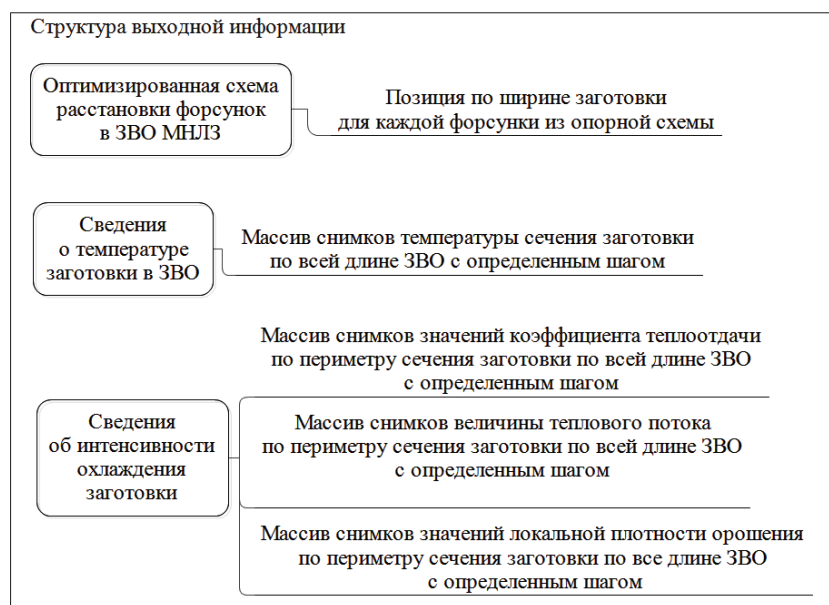 Структура выходной информации
Оптимизированная схема
расстановки форсунок
в ЗВО МНЛЗ
Позиция по ширине заготовки
для каждой форсунки из опорной схемы
Сведения
о температуре
заготовки в ЗВО
Массив снимков температуры сечения заготовки
по всей длине ЗВО с определенным шагом
Сведения
об интенсивности
охлаждения
заготовки
Массив снимков значений коэффициента теплоотдачи
по периметру сечения заготовки по всей длине ЗВО
с определенным шагом
Массив снимков величины теплового потока
по периметру сечения заготовки по всей длине ЗВО
с определенным шагом
Массив снимков значений локальной плотности орошения
по периметру сечения заготовки по все длине ЗВО
с определенным шагом